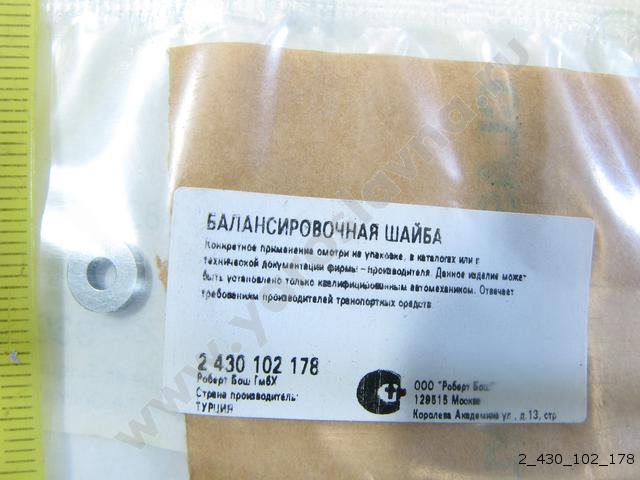 БАЛАНСИРОВОЧНАЯ ШАЙБА
Конкретное применение смотри на упаковке, в каталогах или в
технической документации фирмы-производителя. Данное изделие может
быть установлено только квалифицированным автомехаником. Отвечает
требованиям производителей транспортных средств
2 430 102 178
Роберт Бош ГмбХ
Страна производитель:
ТУРЦИЯ
ООО "Роберт Бош"
129515 Москва
Королева Академика ул., д.13, стр
2_430_102_178